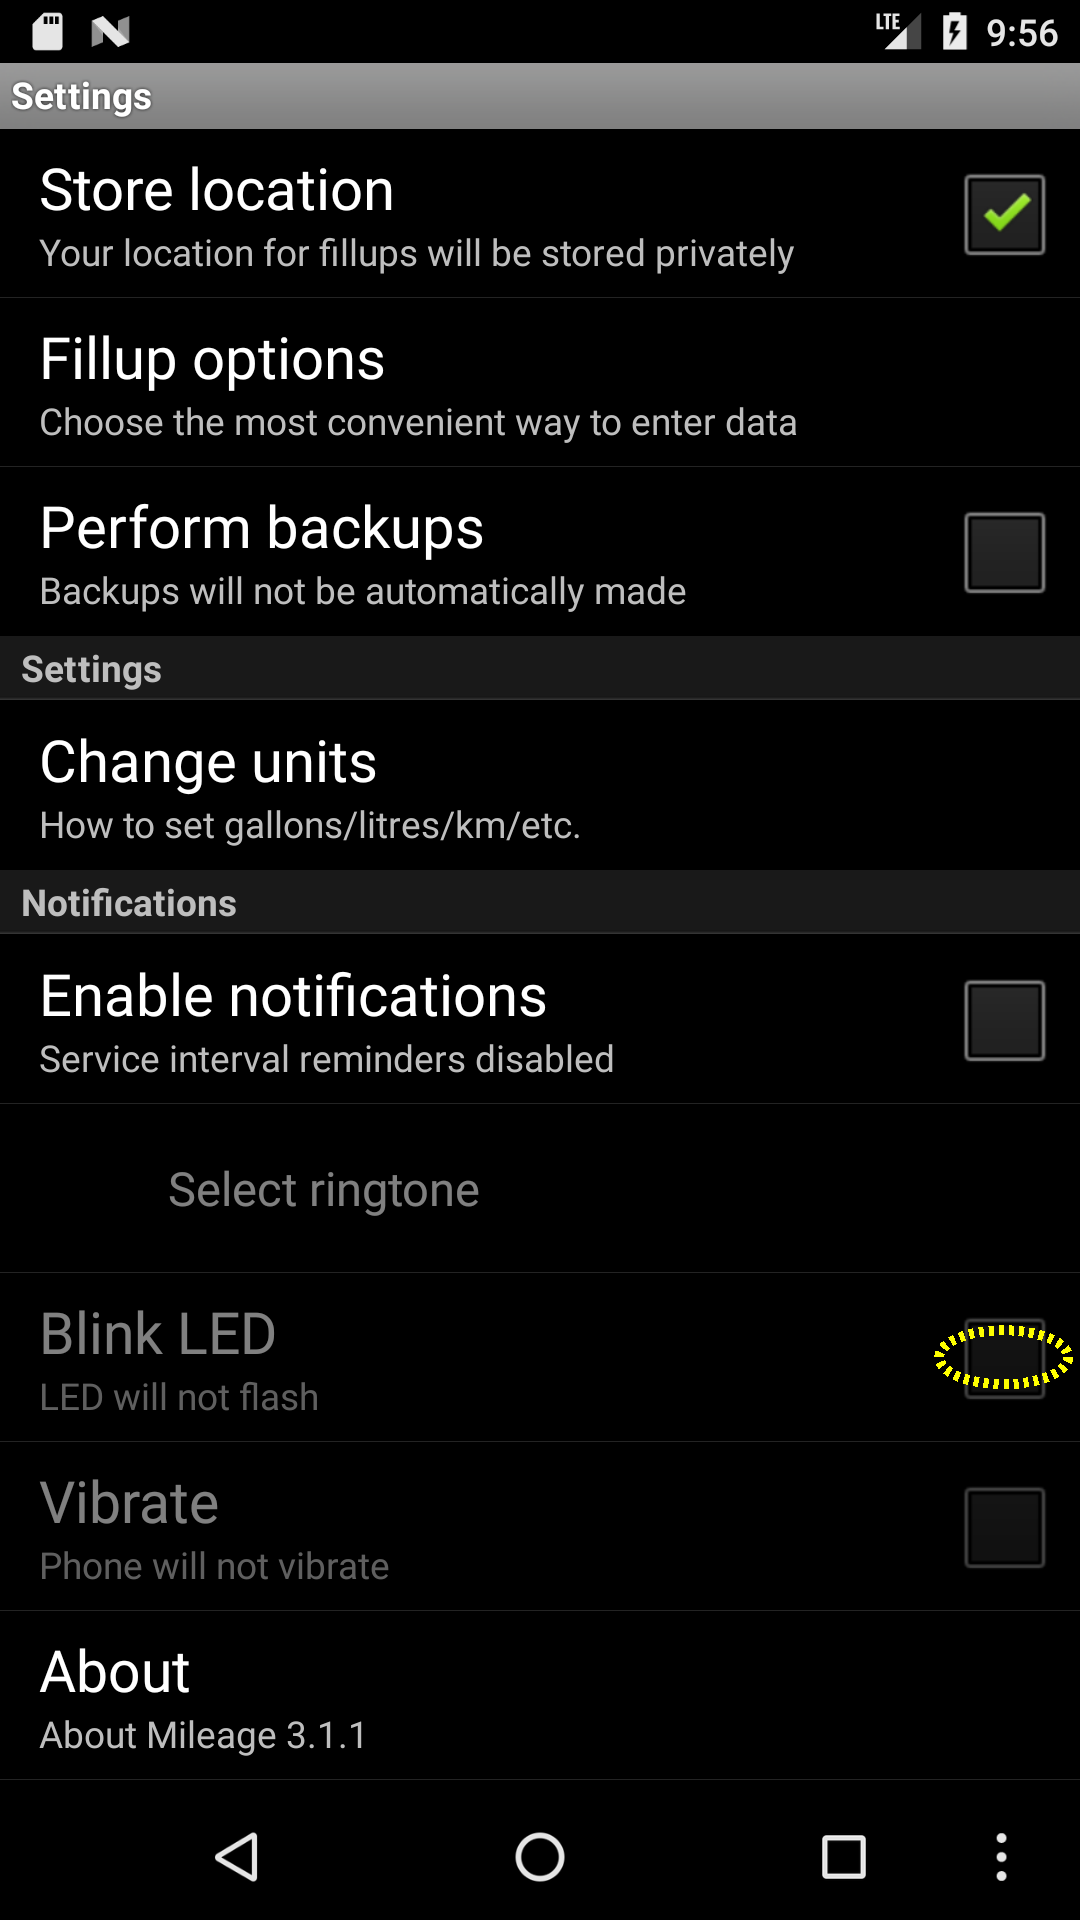 LTE 9:56
Settings
Store location
Your location for fillups will be stored privately
Fillup options
Choose the most convenient way to enter data
Perform backups
Backups will not be automatically made
Settings
Change units
How to set gallons/litres/km/etc.
Notifications
Enable notifications
Service interval reminders disabled
Select ringtone
Blink LED
LED will not flash
Vibrate
Phone will not vibrate
About
About Mileage 3.1.1